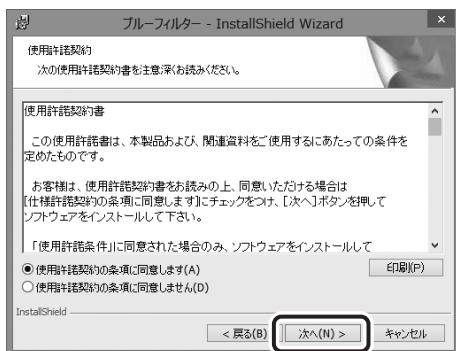 ブルーフィルター - InstallShield Wizard
使用許諾契約
次の使用許諾契約書を注意深くお読みください。
使用許諾契約書
この使用許諾書は、本製品および、関連資料をご使用するにあたっての条件を
定めたものです。
お客様は、使用許諾契約書をお読みの上、同意いただける場合は
[仕様許諾契約の条項に同意します]にチェックをつけ、[次へ]ボタンを押して
ソフトウェアをインストールして下さい。
「使用許諾条件」に同意された場合のみ、ソフトウェアをインストールして
使用許諾契約の条項に同意します(A)
印刷(P)
使用許諾契約の条項に同意しません(D)
InstallShield
< 戻る(B)
次へ(N) >
キャンセル